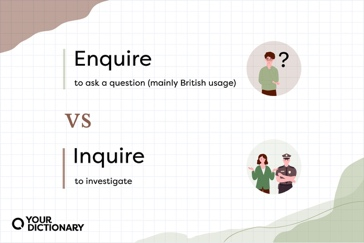 Enquire
?
to ask a question (mainly British usage)
VS
Inquire
to investigate
YOUR
DICTIONARY